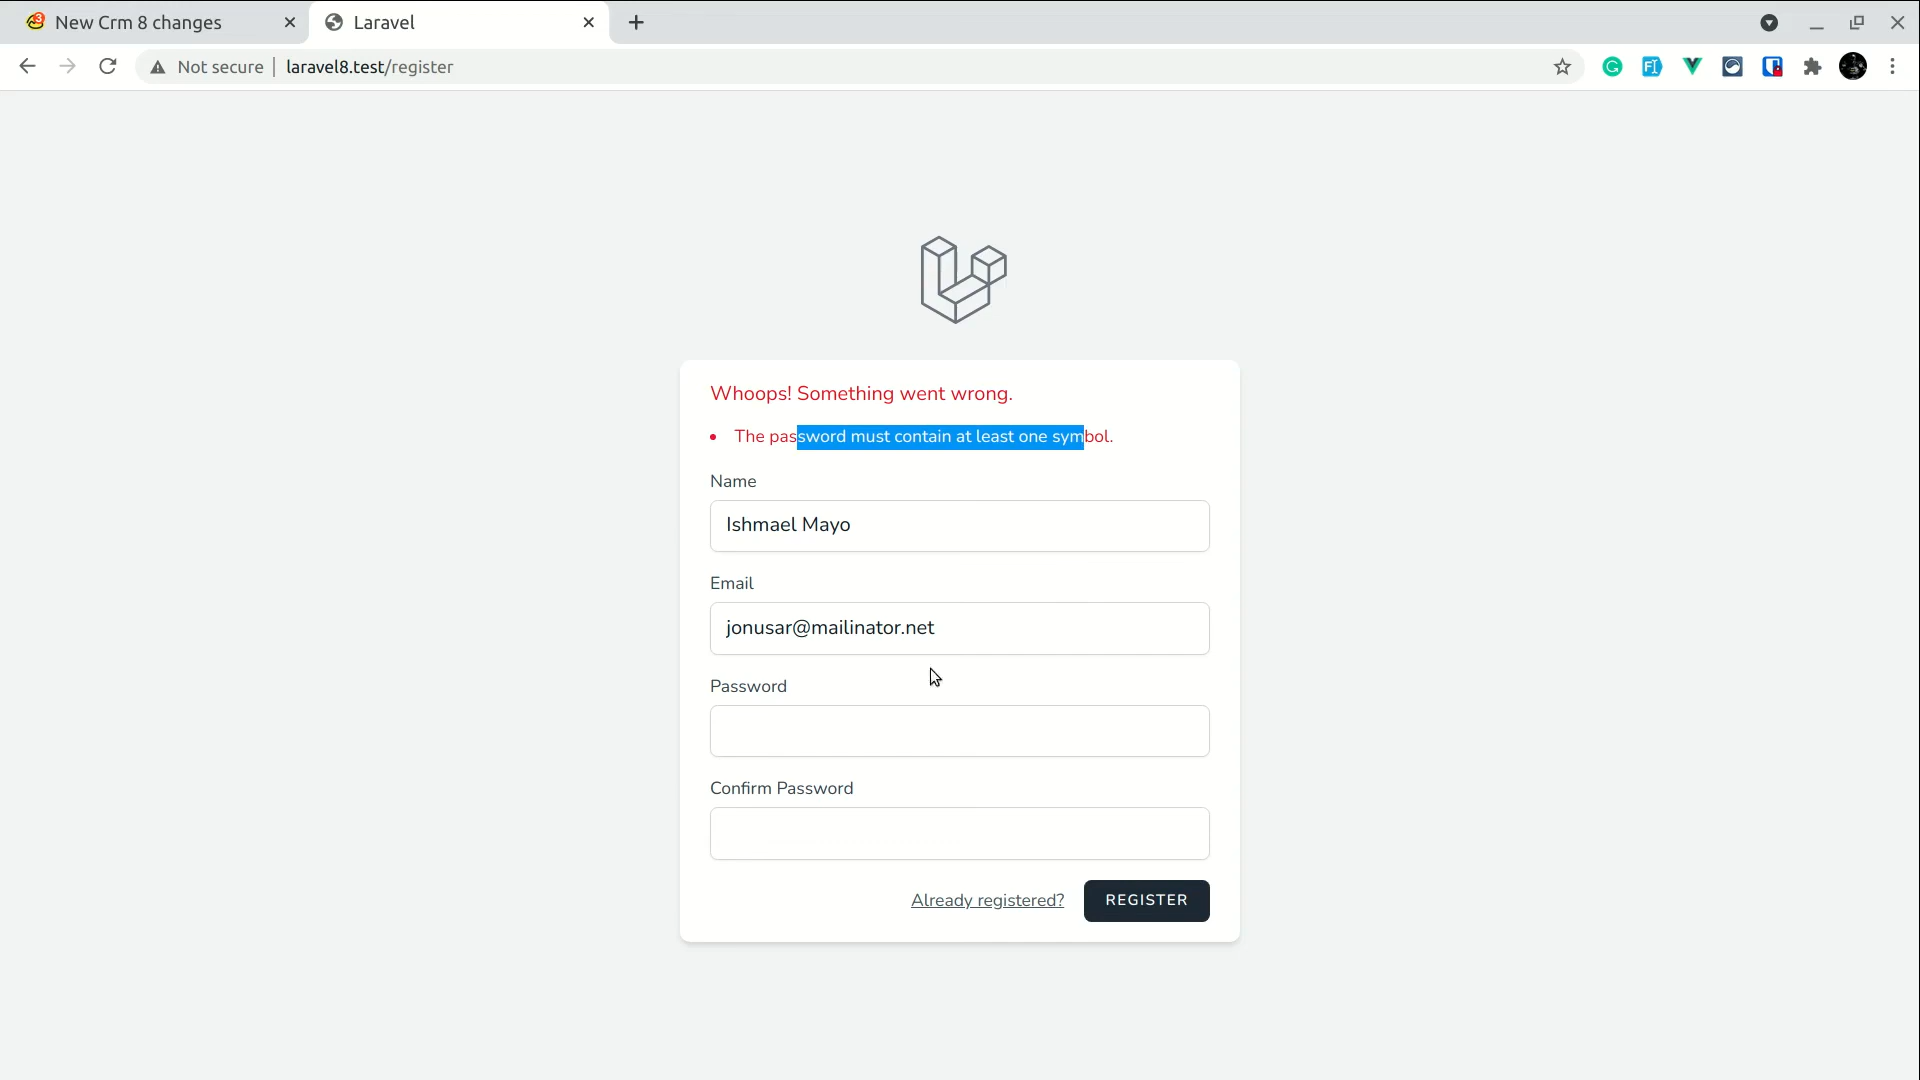 New Crm 8 changes
Laravel
Not secure | laravel8.test/register
Whoops! Something went wrong.
• The password must contain at least one symbol.
Name
Ishmael Mayo
Email
jonusar@mailinator.net
Password
Confirm Password
Already registered?
REGISTER